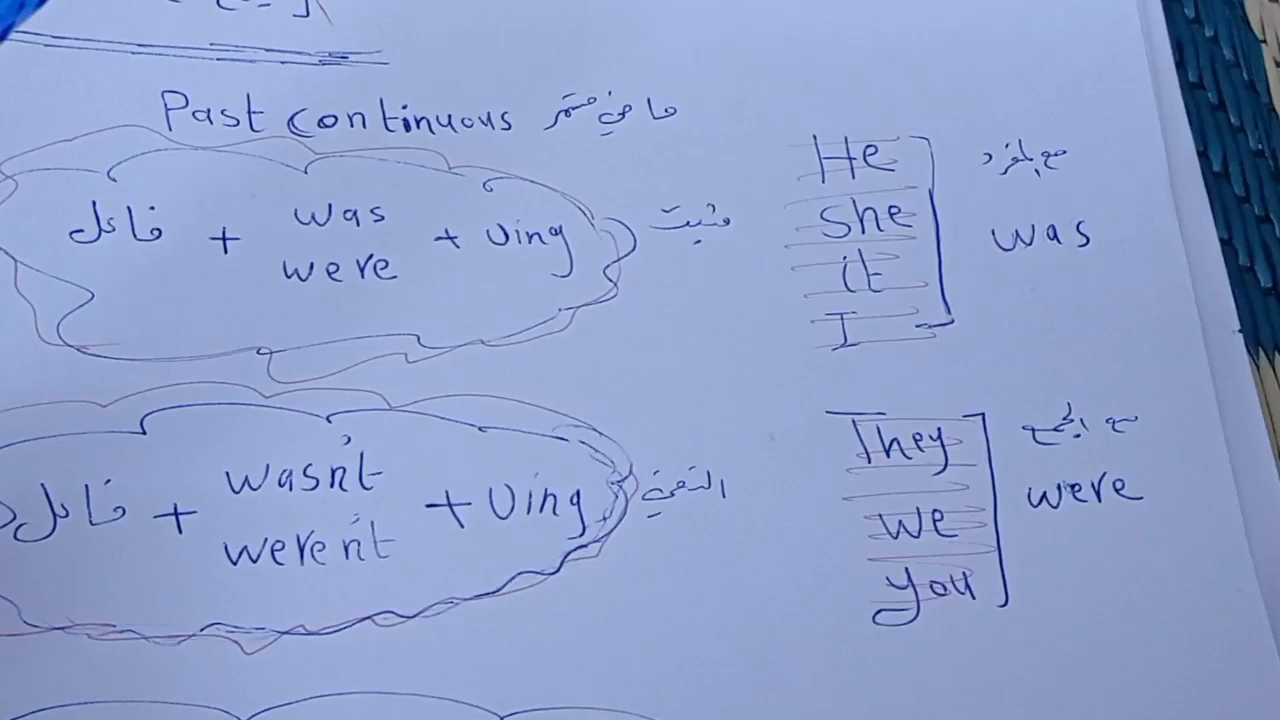 Past continuous ماضي مستمر
فاعل + was + ving مثبت
were
He
she
it
I
مع المفرد
was
فاعل + wasn't + ving النفي
weren't
They
we
you
مع الجمع
were